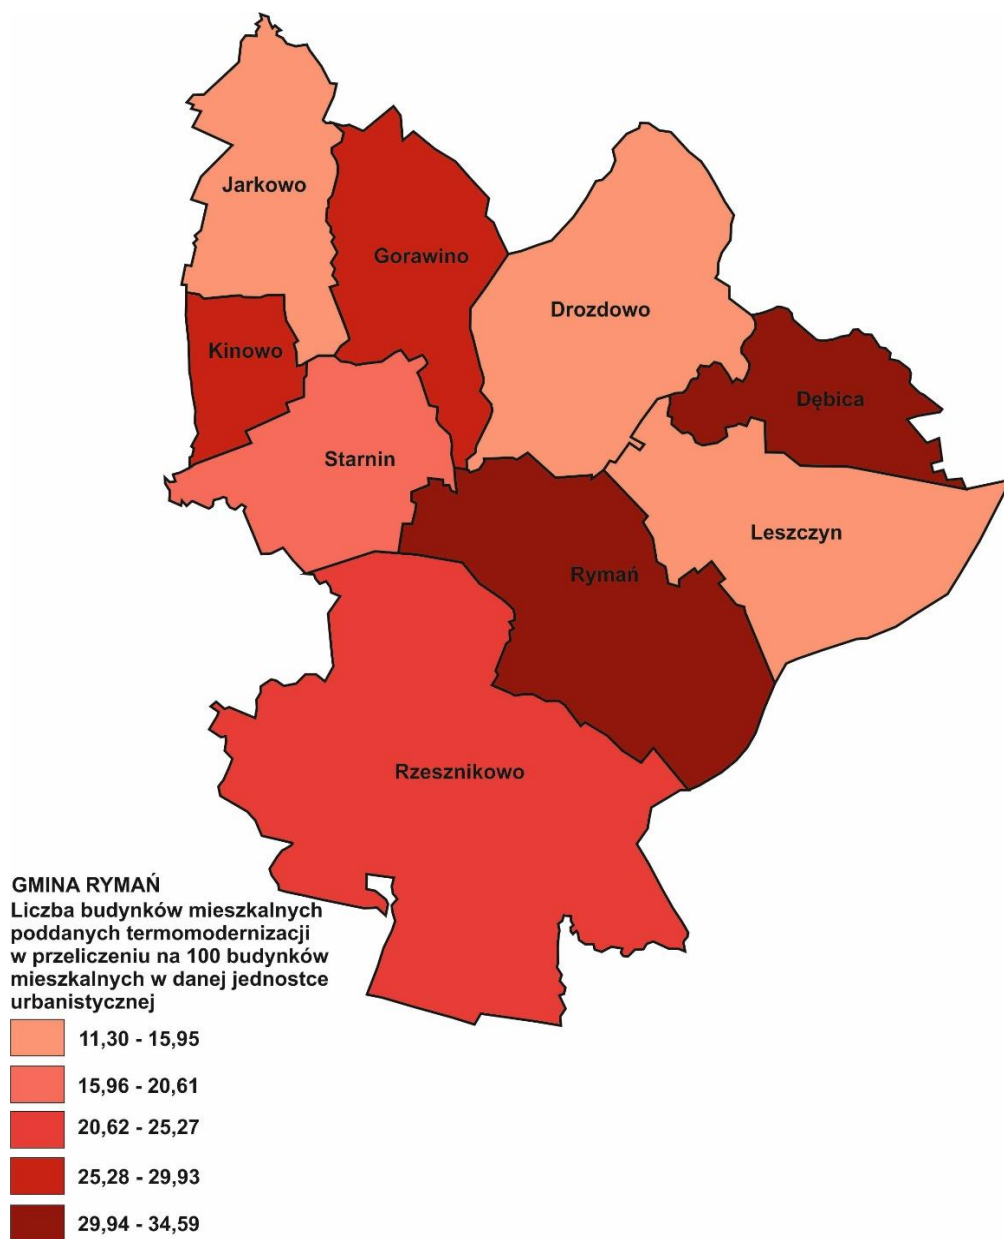 Jarkowo
Gorawino
Drozdowo
Kinowo
Dębica
Starnin
Leszczyn
Rymań
Rzesznikowo
GMINA RYMAŃ
Liczba budynków mieszkalnych
poddanych termomodernizacji
w przeliczeniu na 100 budynków
mieszkalnych w danej jednostce
urbanistycznej
11,30 - 15,95
15,96 - 20,61
20,62 - 25,27
25,28 - 29,93
29,94 - 34,59